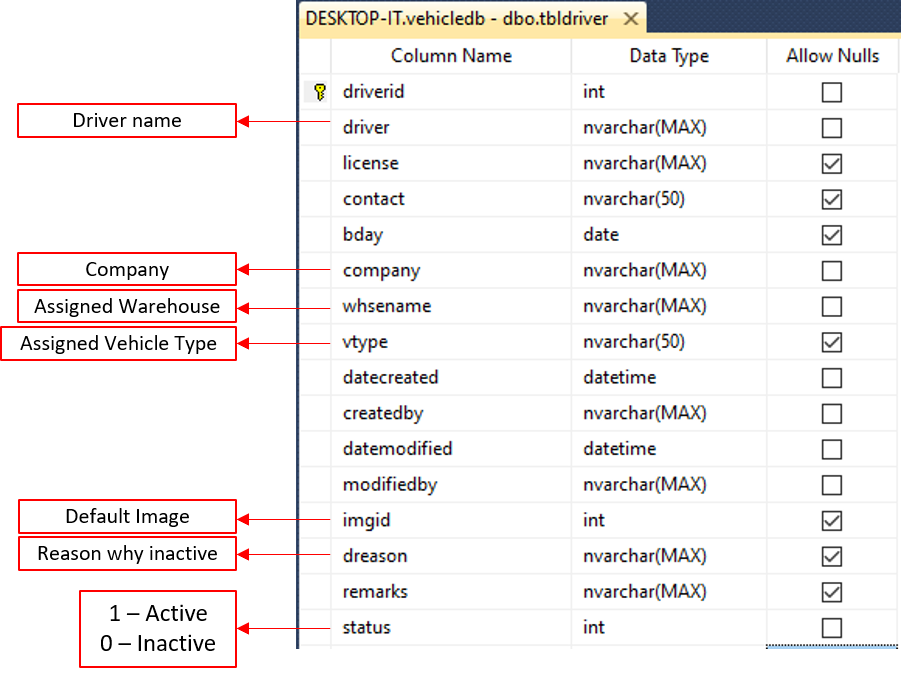 DESKTOP-IT.vehicledb - dbo.tbldriver
Column Name Data Type Allow Nulls
driverid int
Driver name driver nvarchar(MAX)
license nvarchar(MAX)
contact nvarchar(50)
bday date
Company company nvarchar(MAX)
Assigned Warehouse whsename nvarchar(MAX)
Assigned Vehicle Type vtype nvarchar(50)
datecreated datetime
createdby nvarchar(MAX)
datemodified datetime
modifiedby nvarchar(MAX)
Default Image imgid int
Reason why inactive dreason nvarchar(MAX)
remarks nvarchar(MAX)
1 – Active
0 – Inactive
status int